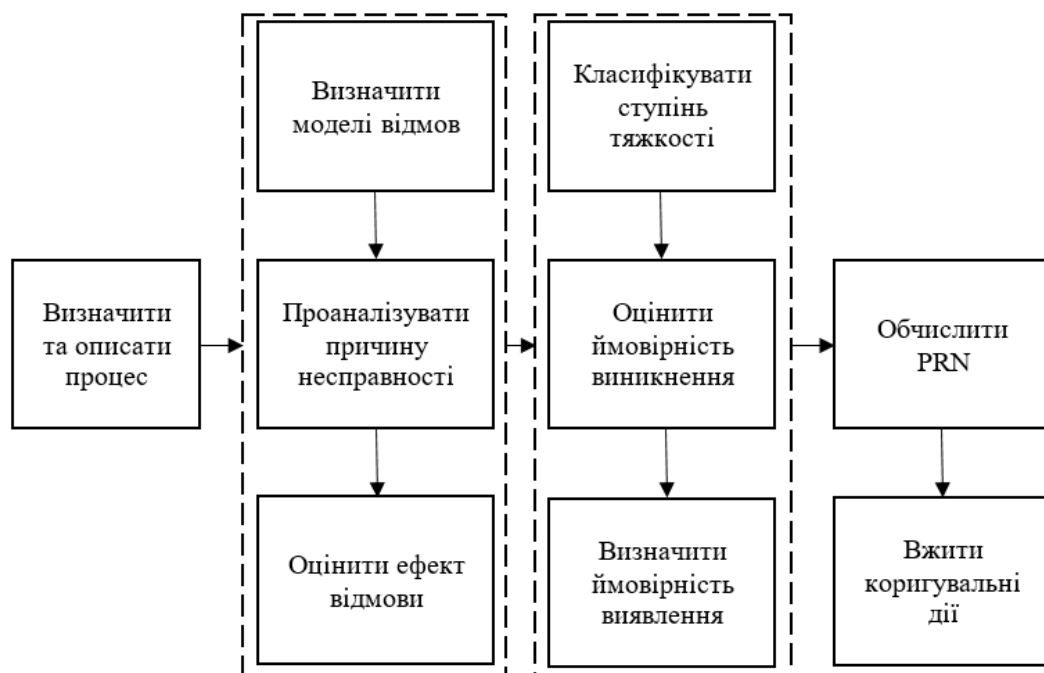 Визначити
та описати
процес
Визначити
моделі відмов
Проаналізувати
причину
несправності
Оцінити ефект
відмови
Класифікувати
ступінь
тяжкості
Оцінити
ймовірність
виникнення
Визначити
ймовірність
виявлення
Обчислити
PRN
Вжити
коригувальні
дії